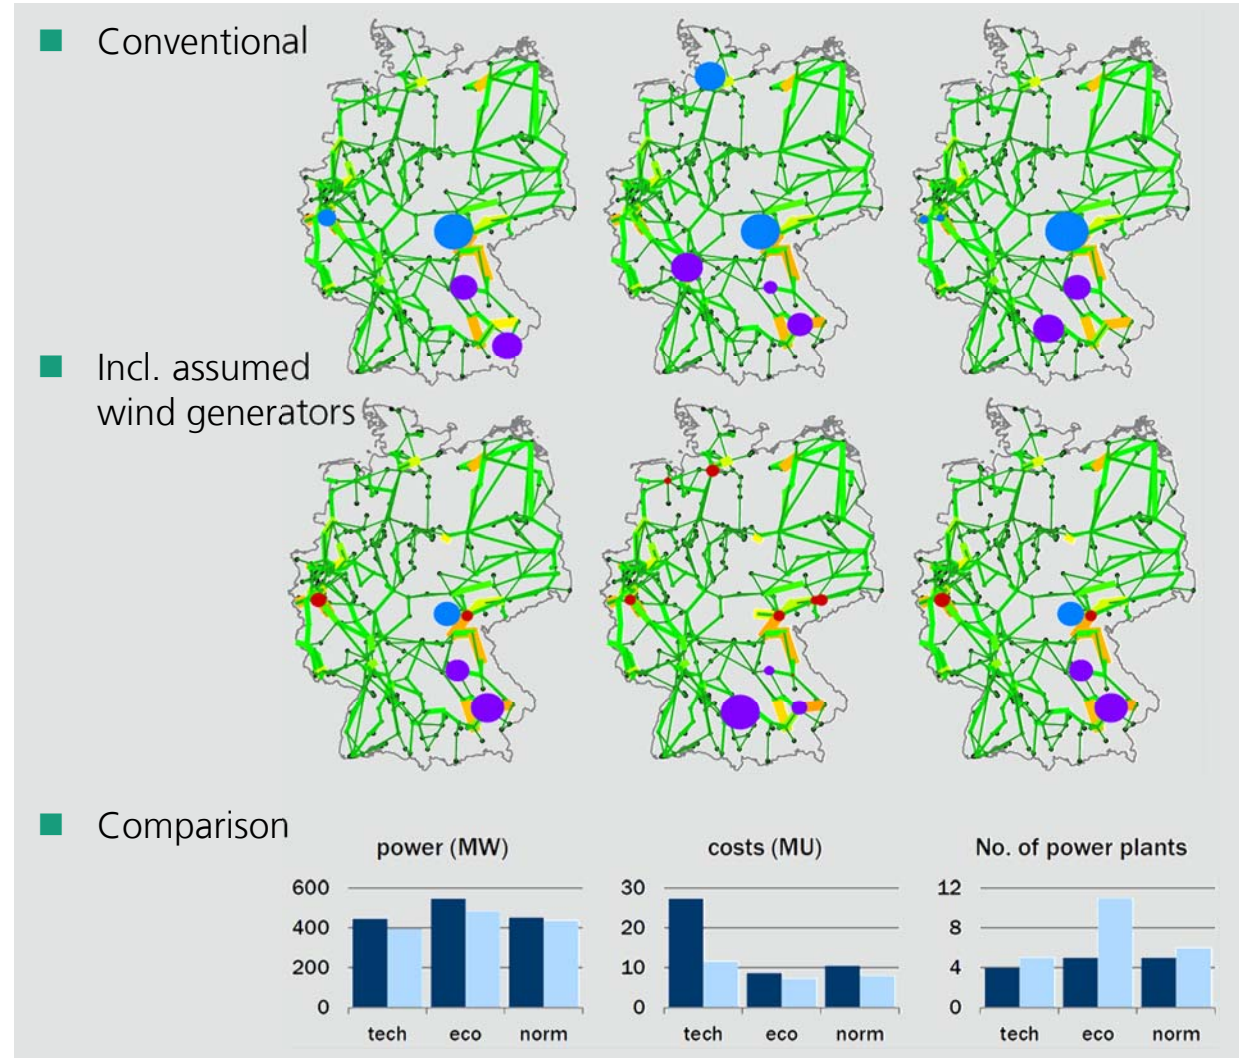 Conventional
Incl. assumed
wind generators
Comparison
power (MW)
600
400
200
0
tech eco norm
costs (MU)
30
20
10
0
tech eco norm
No. of power plants
12
8
4
0
tech eco norm